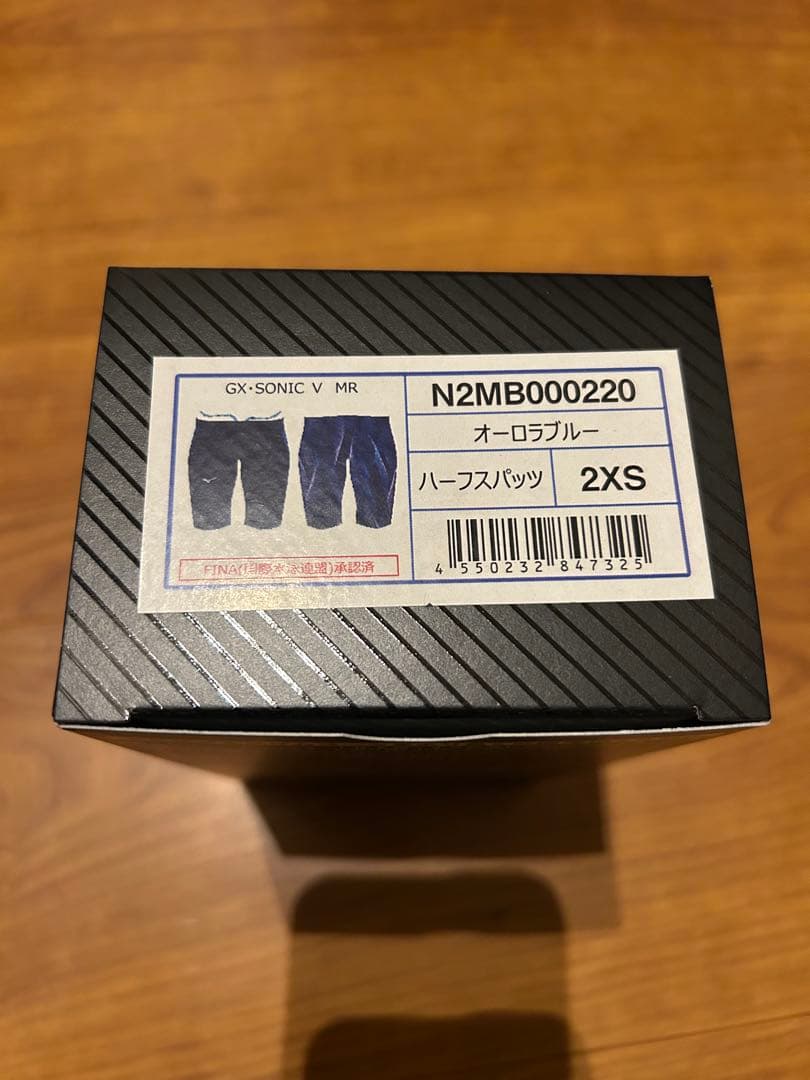 GX・SONIC V MR
N2MB000220
オーロラブルー
ハーフスパッツ
2XS
FINA(国際水泳連盟)承認済
4 550232 847325